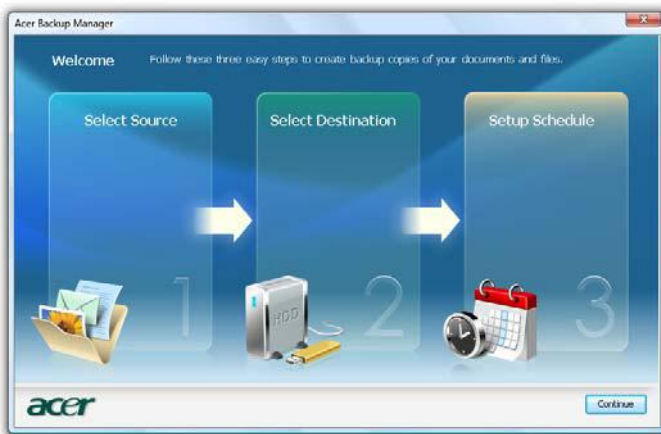 Acer Backup Manager
Welcome
Follow these three easy steps to create backup copies of your documents and files.
Select Source
Select Destination
Setup Schedule
1
HDD
2
3
acer
Continue